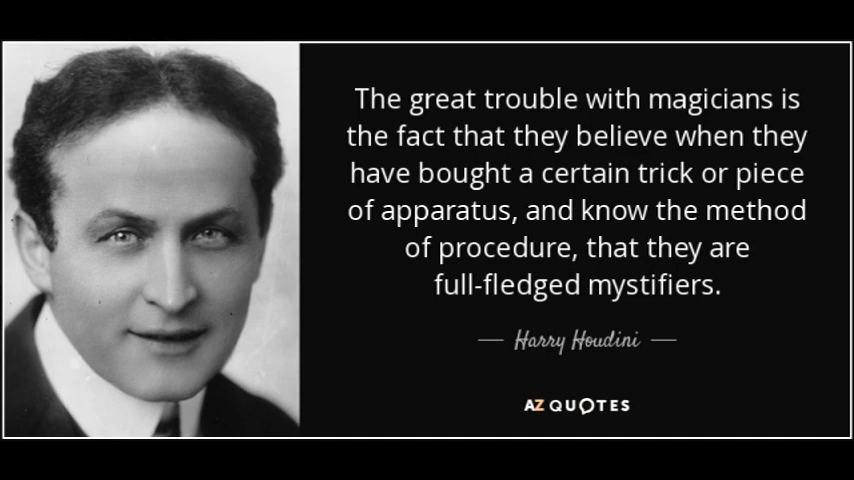 The great trouble with magicians is
the fact that they believe when they
have bought a certain trick or piece
of apparatus, and know the method
of procedure, that they are
full-fledged mystifiers.
— Harry Houdini —
AZ QUOTES